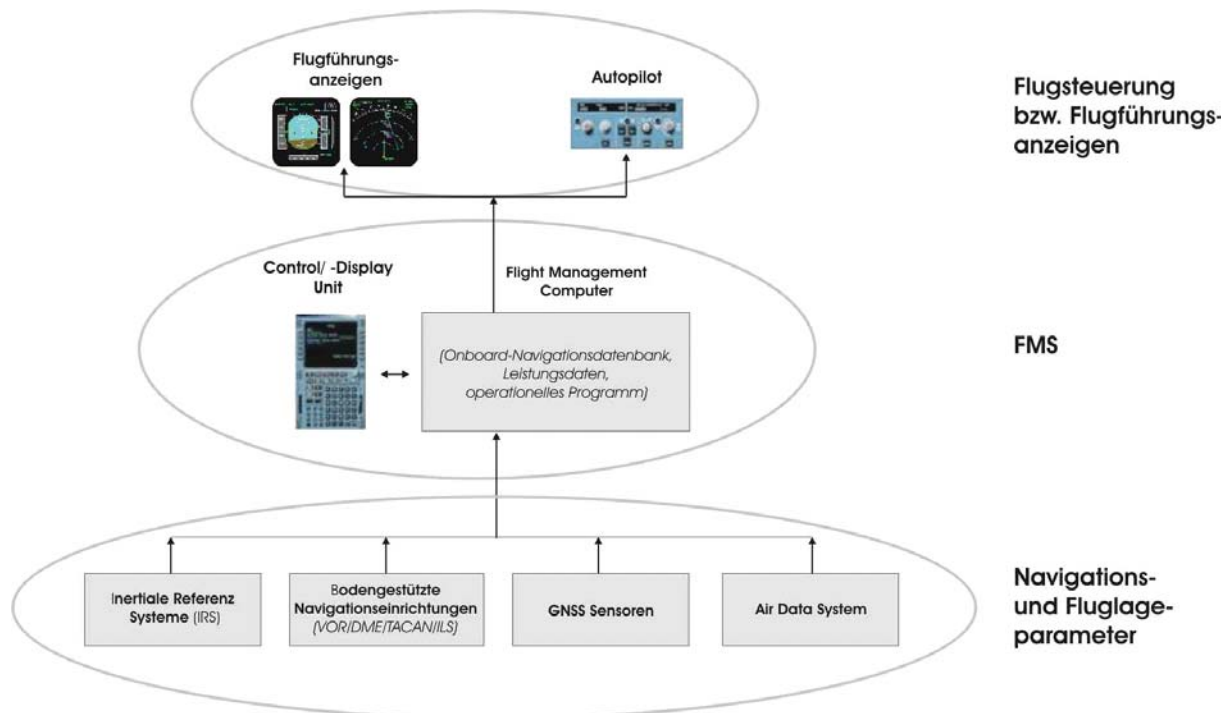 Flugführungs-
anzeigen
Autopilot
Flugsteuerung
bzw. Flugführungs-
anzeigen
Control/ -Display
Unit
Flight Management
Computer
(Onboard-Navigationsdatenbank,
Leistungsdaten,
operationelles Programm)
FMS
Inertiale Referenz
Systeme (IRS)
Bodengestützte
Navigationseinrichtungen
(VOR/DME/TACAN/ILS)
GNSS Sensoren
Air Data System
Navigations-
und Fluglage-
parameter